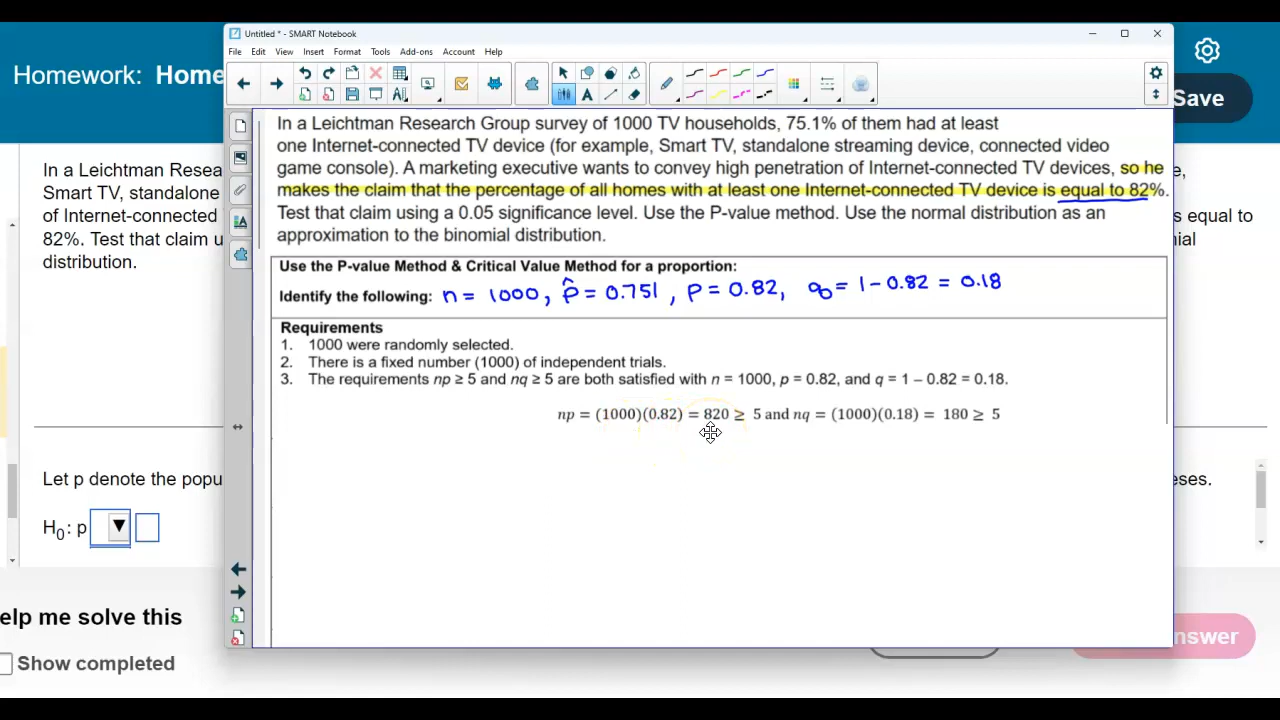 Untitled * - SMART Notebook
File Edit View Insert Format Tools Add-ons Account Help
Homework: Home
Save
In a Leichtman Resea
Smart TV, standalone
of Internet-connected
82%. Test that claim u
distribution.
In a Leichtman Research Group survey of 1000 TV households, 75.1% of them had at least
one Internet-connected TV device (for example, Smart TV, standalone streaming device, connected video
game console). A marketing executive wants to convey high penetration of Internet-connected TV devices, so he
makes the claim that the percentage of all homes with at least one Internet-connected TV device is equal to 82%.
Test that claim using a 0.05 significance level. Use the P-value method. Use the normal distribution as an
approximation to the binomial distribution.
Use the P-value Method & Critical Value Method for a proportion:
Identify the following: n = 1000, p̂ = 0.751, p = 0.82, q = 1 - 0.82 = 0.18
Requirements
1. 1000 were randomly selected.
2. There is a fixed number (1000) of independent trials.
3. The requirements np ≥ 5 and nq ≥ 5 are both satisfied with n = 1000, p = 0.82, and q = 1 – 0.82 = 0.18.
np = (1000)(0.82) = 820 ≥ 5 and nq = (1000)(0.18) = 180 ≥ 5
s equal to
Let p denote the popu
eses.
H0: p
elp me solve this
Show completed
nswer